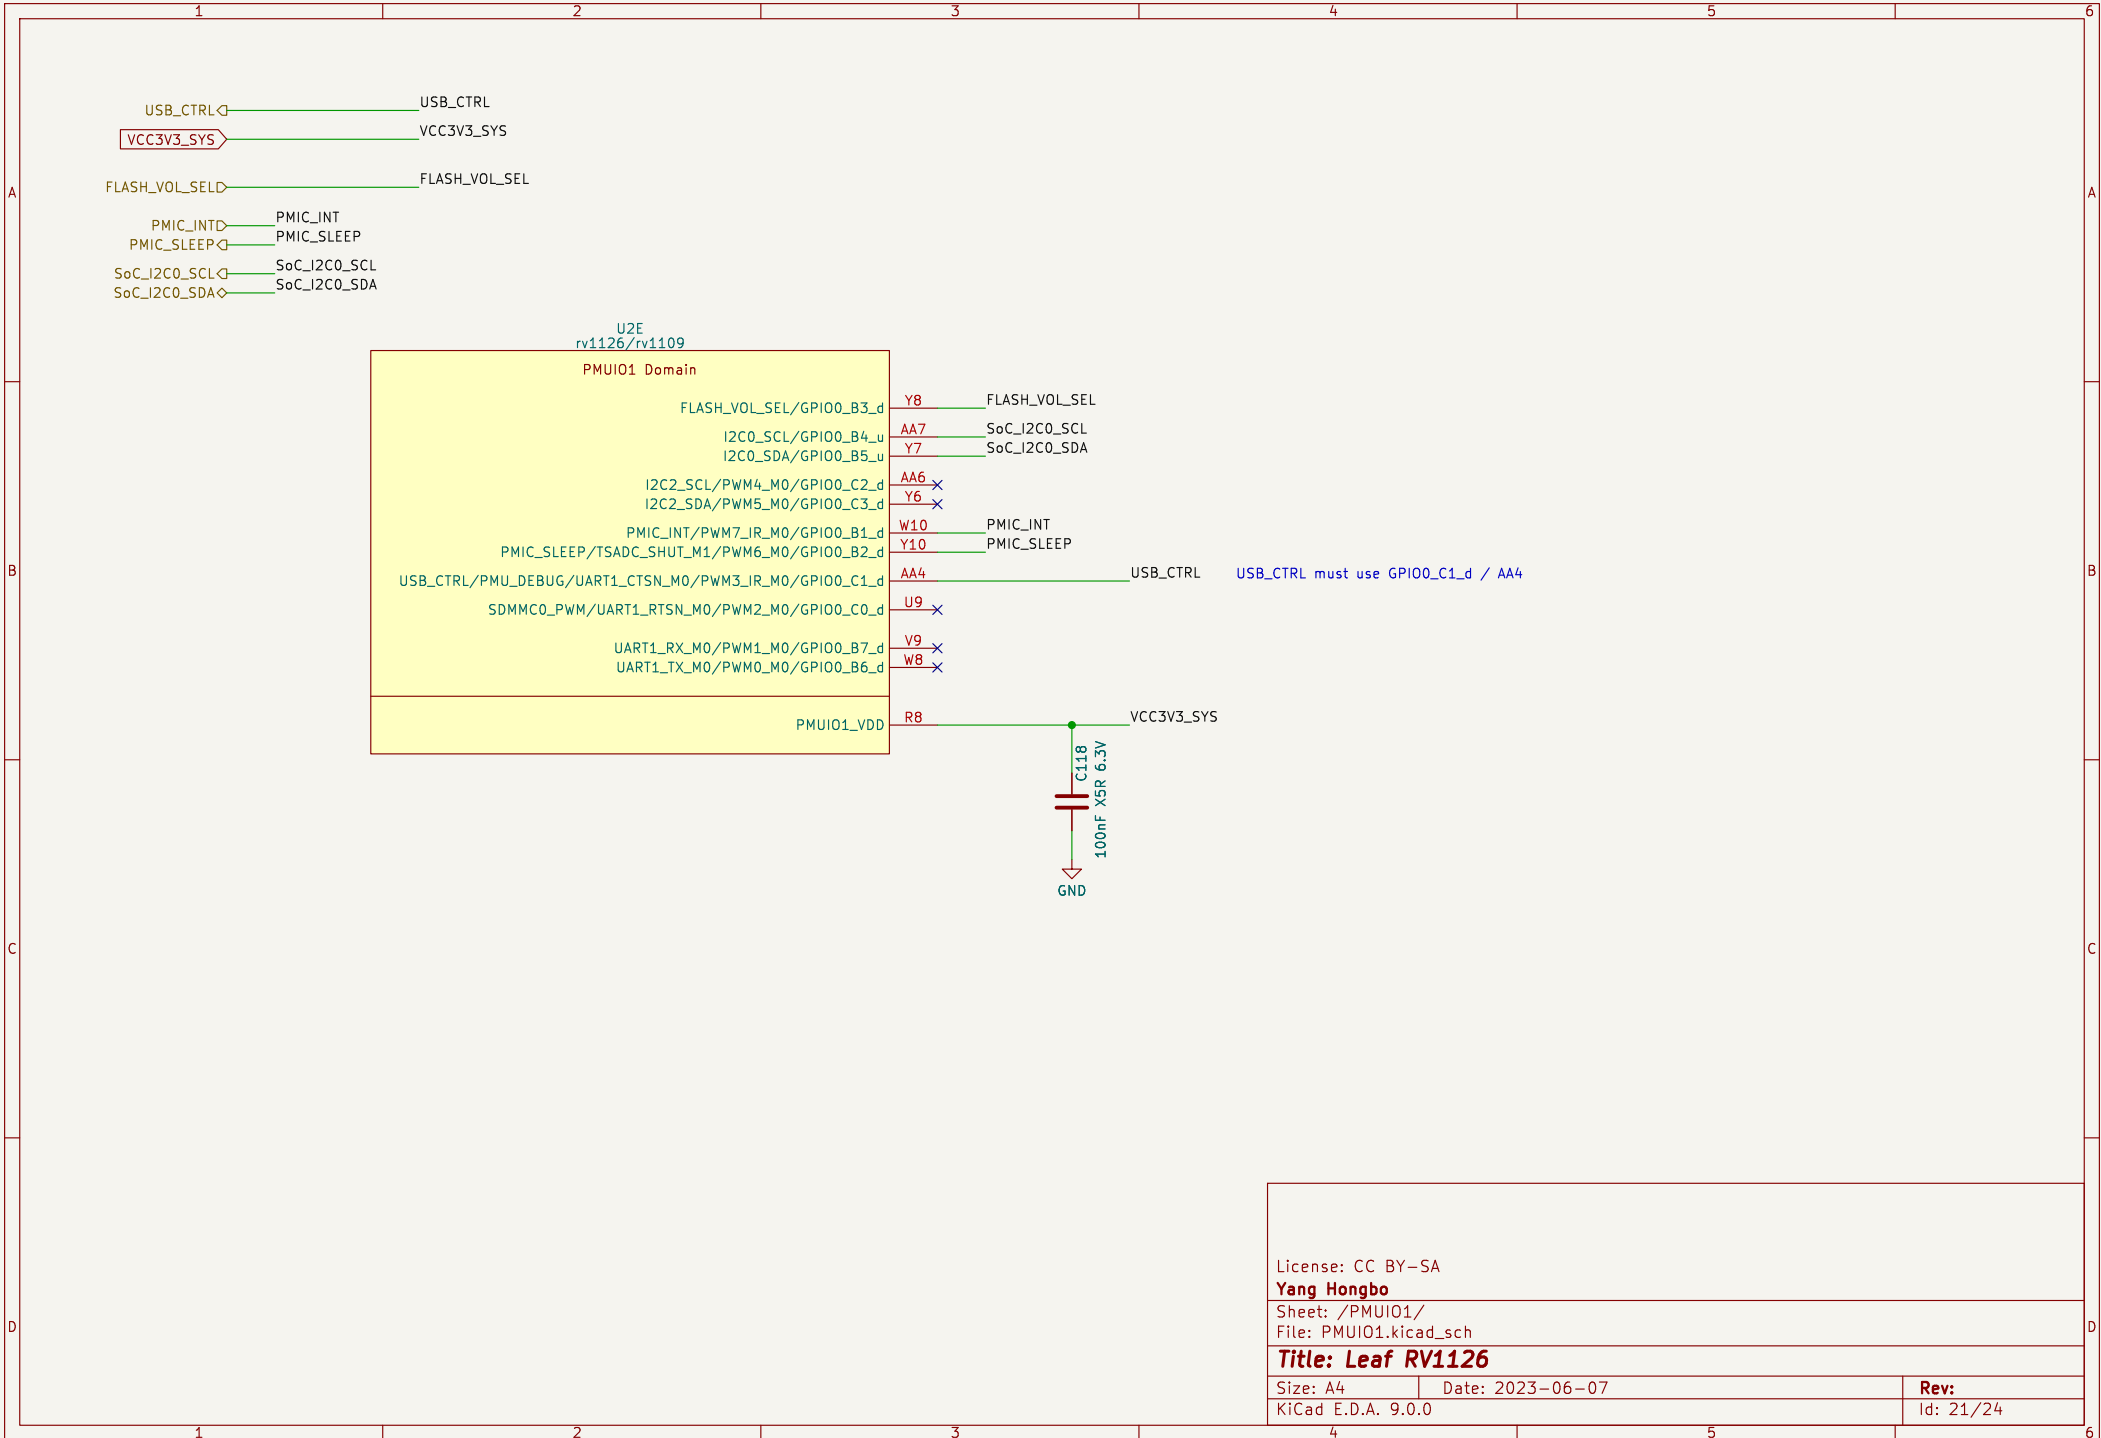 1 2 3 4 5 6
A A
B B
C C
D D
USB_CTRL USB_CTRL
VCC3V3_SYS VCC3V3_SYS
FLASH_VOL_SEL FLASH_VOL_SEL
PMIC_INT PMIC_INT
PMIC_SLEEP PMIC_SLEEP
SoC_I2C0_SCL SoC_I2C0_SCL
SoC_I2C0_SDA SoC_I2C0_SDA
U2E
rv1126/rv1109
PMUIO1 Domain
FLASH_VOL_SEL/GPIO0_B3_d Y8 FLASH_VOL_SEL
I2C0_SCL/GPIO0_B4_u AA7 SoC_I2C0_SCL
I2C0_SDA/GPIO0_B5_u Y7 SoC_I2C0_SDA
I2C2_SCL/PWM4_M0/GPIO0_C2_d AA6
I2C2_SDA/PWM5_M0/GPIO0_C3_d Y6
PMIC_INT/PWM7_IR_M0/GPIO0_B1_d W10 PMIC_INT
PMIC_SLEEP/TSADC_SHUT_M1/PWM6_M0/GPIO0_B2_d Y10 PMIC_SLEEP
USB_CTRL/PMU_DEBUG/UART1_CTSN_M0/PWM3_IR_M0/GPIO0_C1_d AA4 USB_CTRL USB_CTRL must use GPIO0_C1_d / AA4
SDMMC0_PWM/UART1_RTSN_M0/PWM2_M0/GPIO0_C0_d U9
UART1_RX_M0/PWM1_M0/GPIO0_B7_d V9
UART1_TX_M0/PWM0_M0/GPIO0_B6_d W8
PMUIO1_VDD R8 VCC3V3_SYS
C118
100nF X5R 6.3V
GND
License: CC BY-SA
Yang Hongbo
Sheet: /PMUIO1/
File: PMUIO1.kicad_sch
Title: Leaf RV1126
Size: A4 Date: 2023-06-07 Rev:
KiCad E.D.A. 9.0.0 Id: 21/24
1 2 3 4 5 6